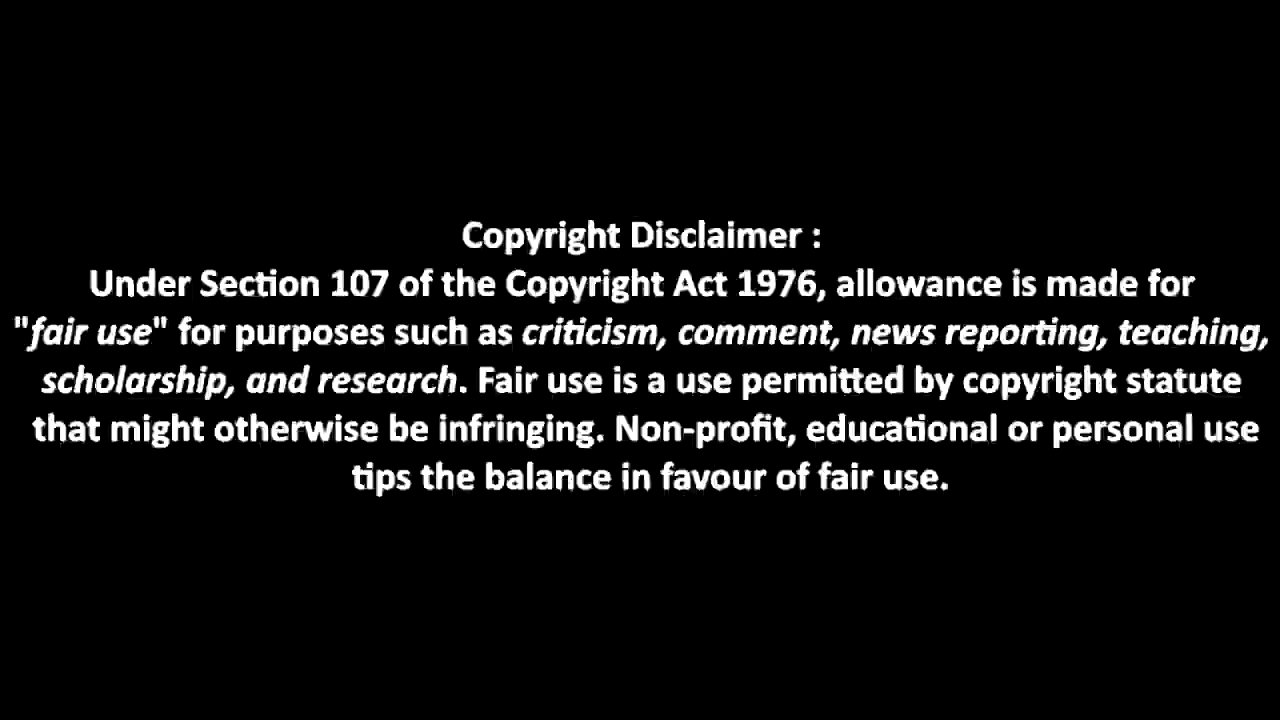 Copyright Disclaimer :
Under Section 107 of the Copyright Act 1976, allowance is made for
"fair use" for purposes such as criticism, comment, news reporting, teaching,
scholarship, and research. Fair use is a use permitted by copyright statute
that might otherwise be infringing. Non-profit, educational or personal use
tips the balance in favour of fair use.